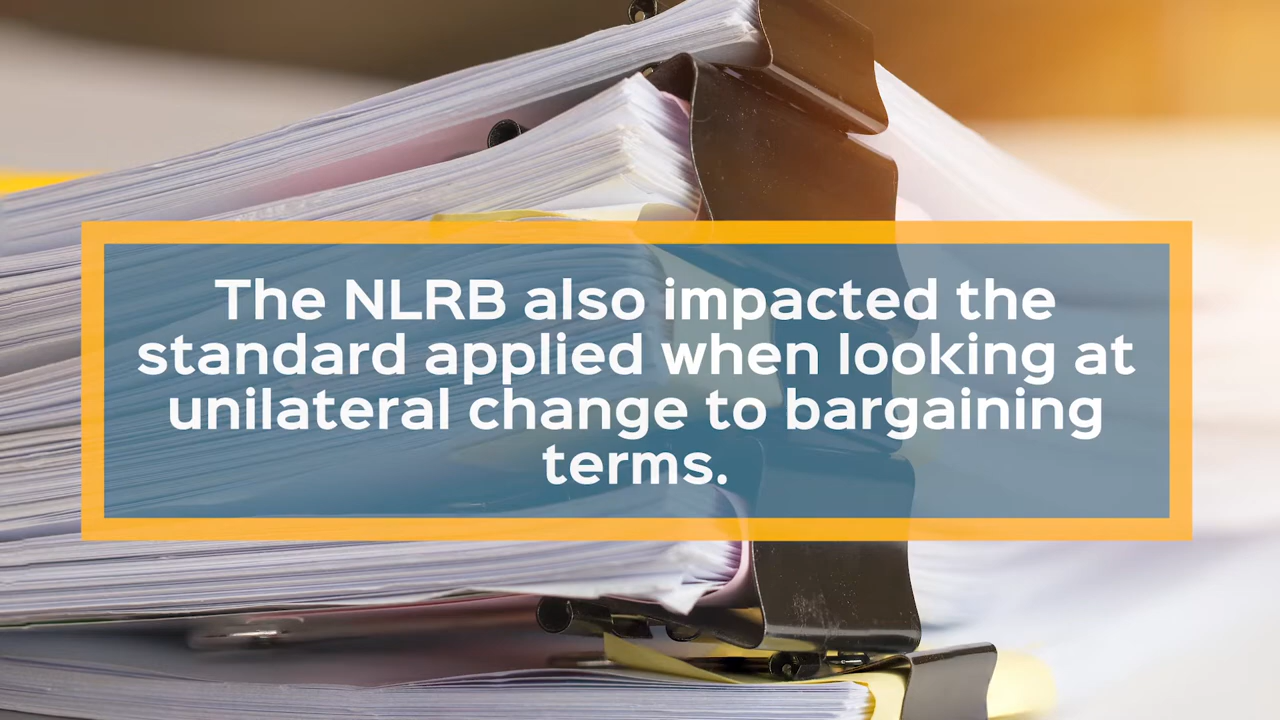 The NLRB also impacted the
standard applied when looking at
unilateral change to bargaining
terms.